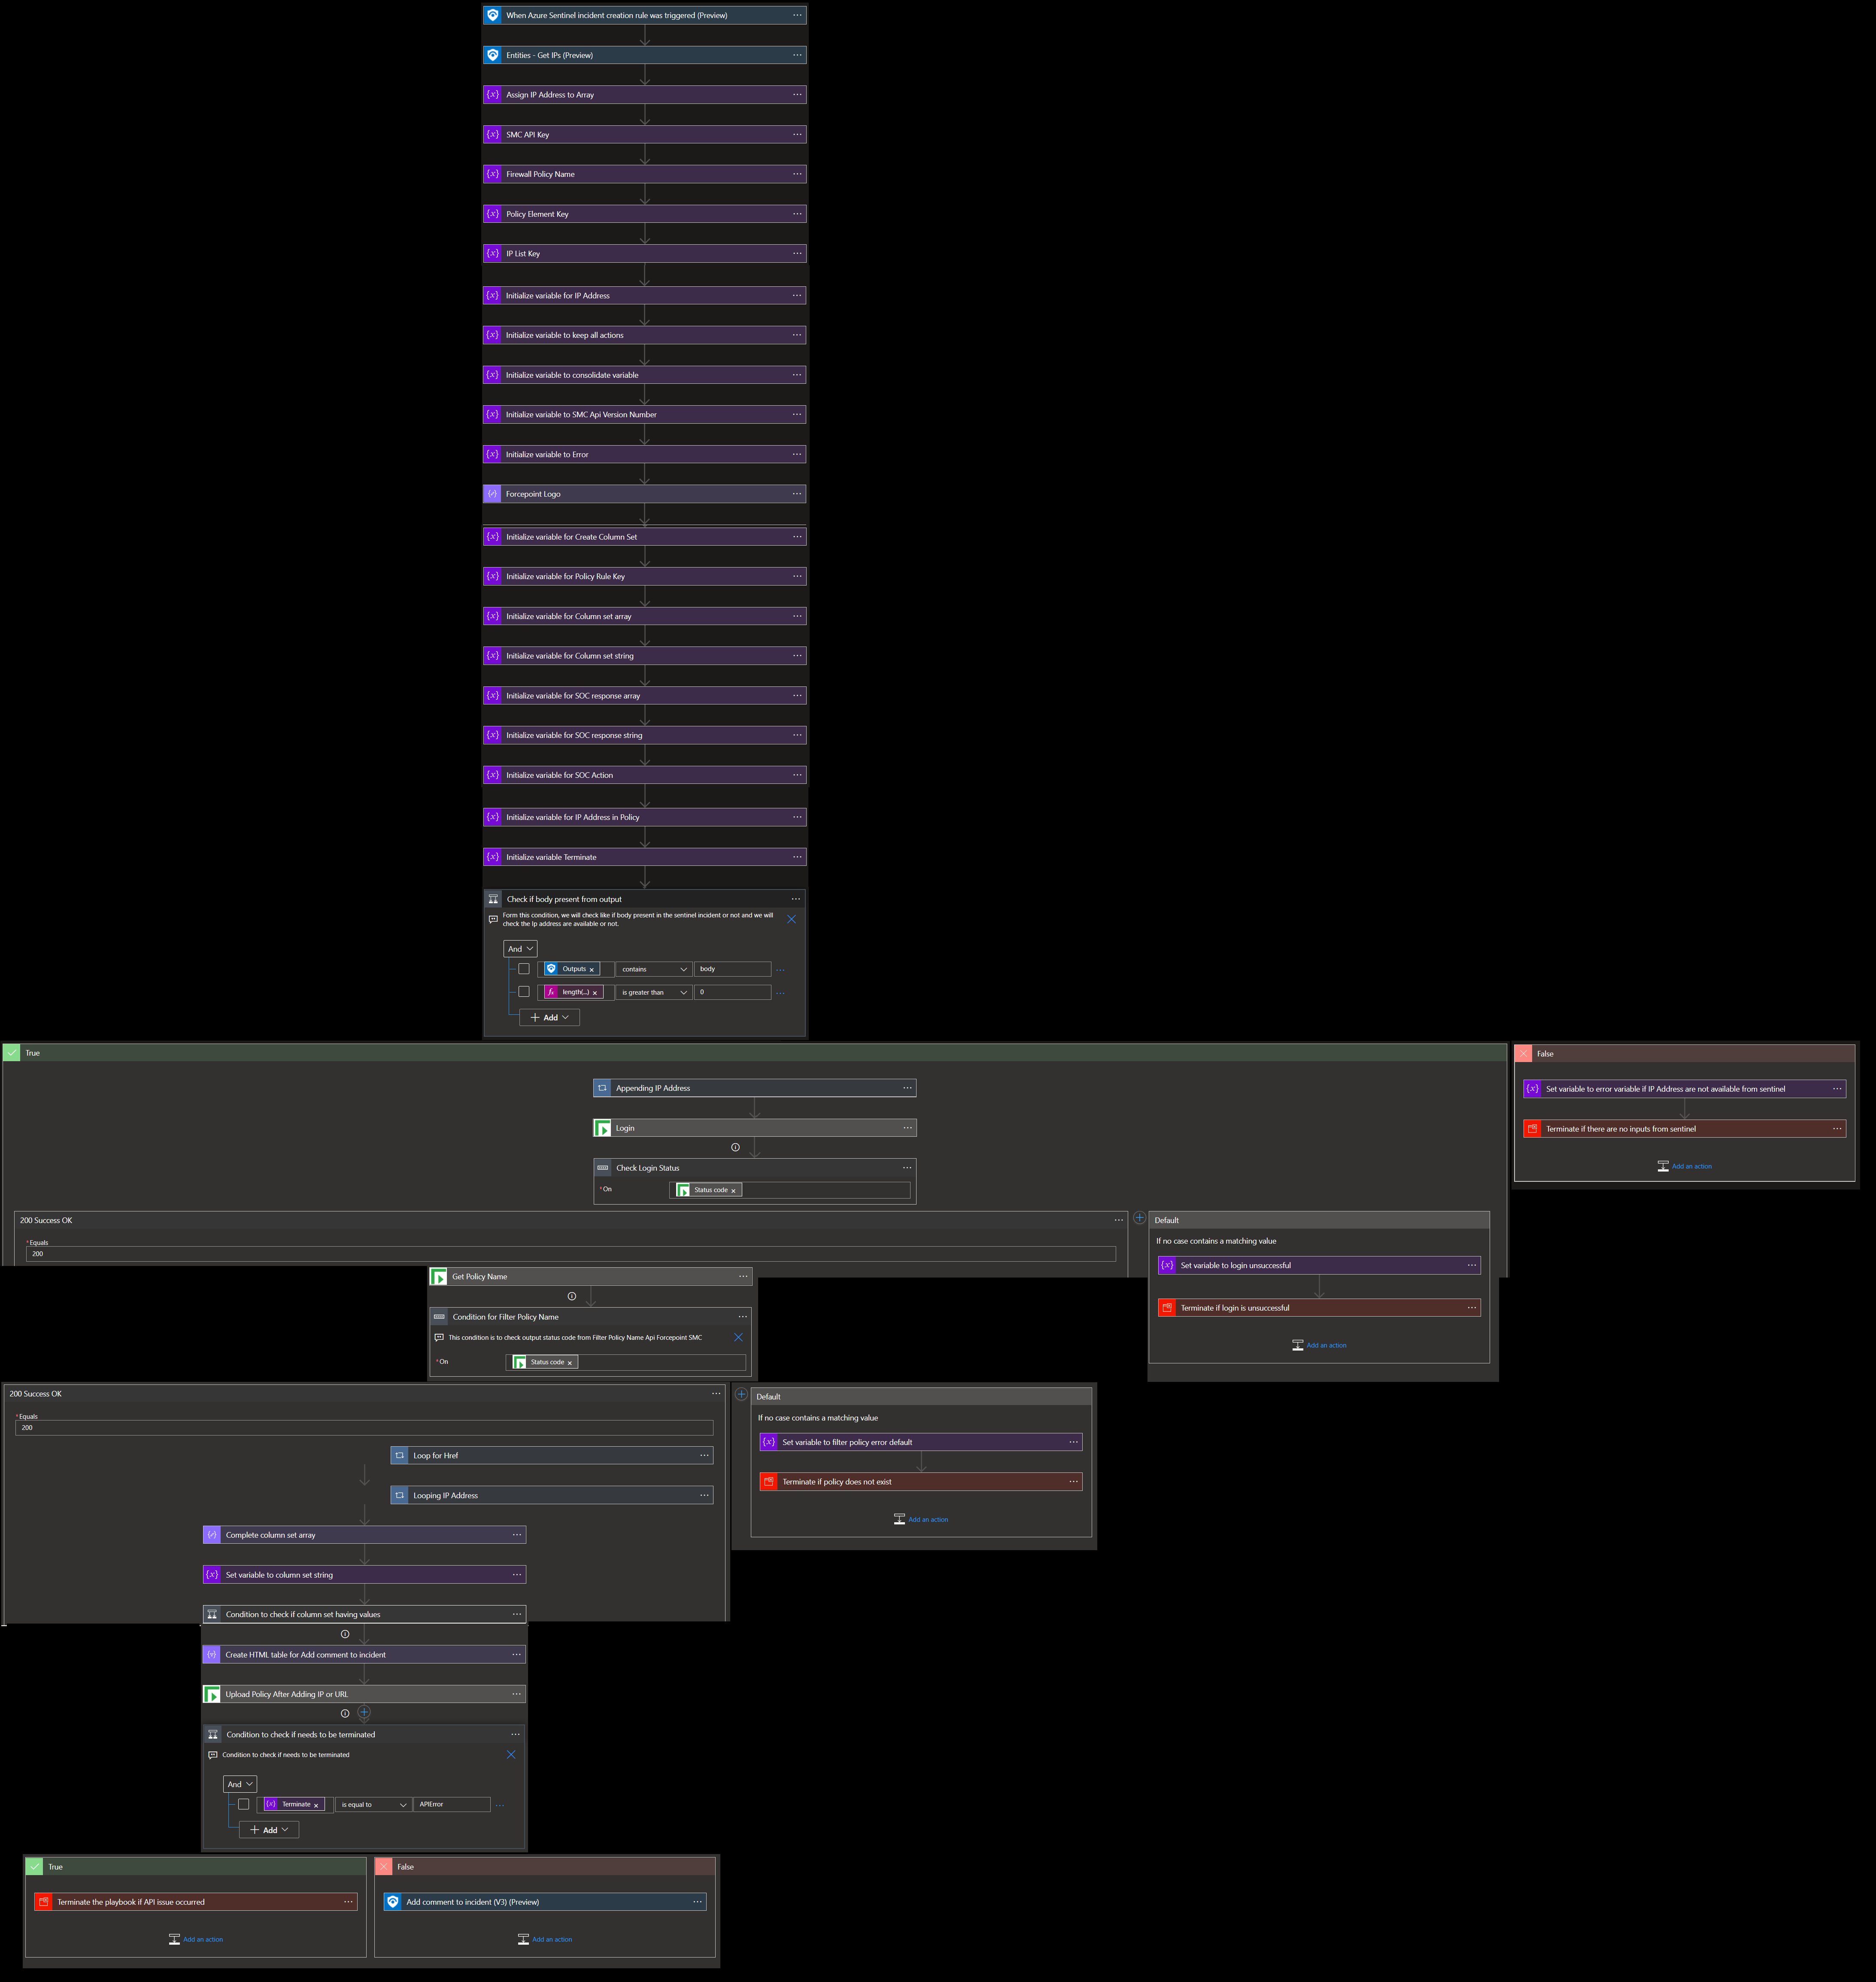 When Azure Sentinel incident creation rule was triggered (Preview)
Entities - Get IPs (Preview)
Assign IP Address to Array
SMC API Key
Firewall Policy Name
Policy Element Key
IP List Key
Initialize variable for IP Address
Initialize variable to keep all actions
Initialize variable to consolidate variable
Initialize variable to SMC Api Version Number
Initialize variable to Error
Forcepoint Logo
Initialize variable for Create Column Set
Initialize variable for Policy Rule Key
Initialize variable for Column set array
Initialize variable for Column set string
Initialize variable for SOC response array
Initialize variable for SOC response string
Initialize variable for SOC Action
Initialize variable for IP Address in Policy
Initialize variable Terminate
Check if body present from output
Form this condition, we will check like if body present in the sentinel incident or not and we will
check the Ip address are available or not.
And
Outputs × contains body
length(...) × is greater than 0
+ Add
True
Appending IP Address
Login
Check Login Status
* On Status code ×
False
Set variable to error variable if IP Address are not available from sentinel
Terminate if there are no inputs from sentinel
Add an action
200 Success OK
* Equals
200
Default
If no case contains a matching value
Set variable to login unsuccessful
Terminate if login is unsuccessful
Add an action
Get Policy Name
Condition for Filter Policy Name
This condition is to check output status code from Filter Policy Name Api Forcepoint SMC
* On Status code ×
200 Success OK
* Equals
200
Loop for Href
Looping IP Address
Complete column set array
Set variable to column set string
Condition to check if column set having values
Default
If no case contains a matching value
Set variable to filter policy error default
Terminate if policy does not exist
Add an action
Create HTML table for Add comment to incident
Upload Policy After Adding IP or URL
Condition to check if needs to be terminated
Condition to check if needs to be terminated
And
Terminate × is equal to APIError
+ Add
True
Terminate the playbook if API issue occurred
Add an action
False
Add comment to incident (V3) (Preview)
Add an action